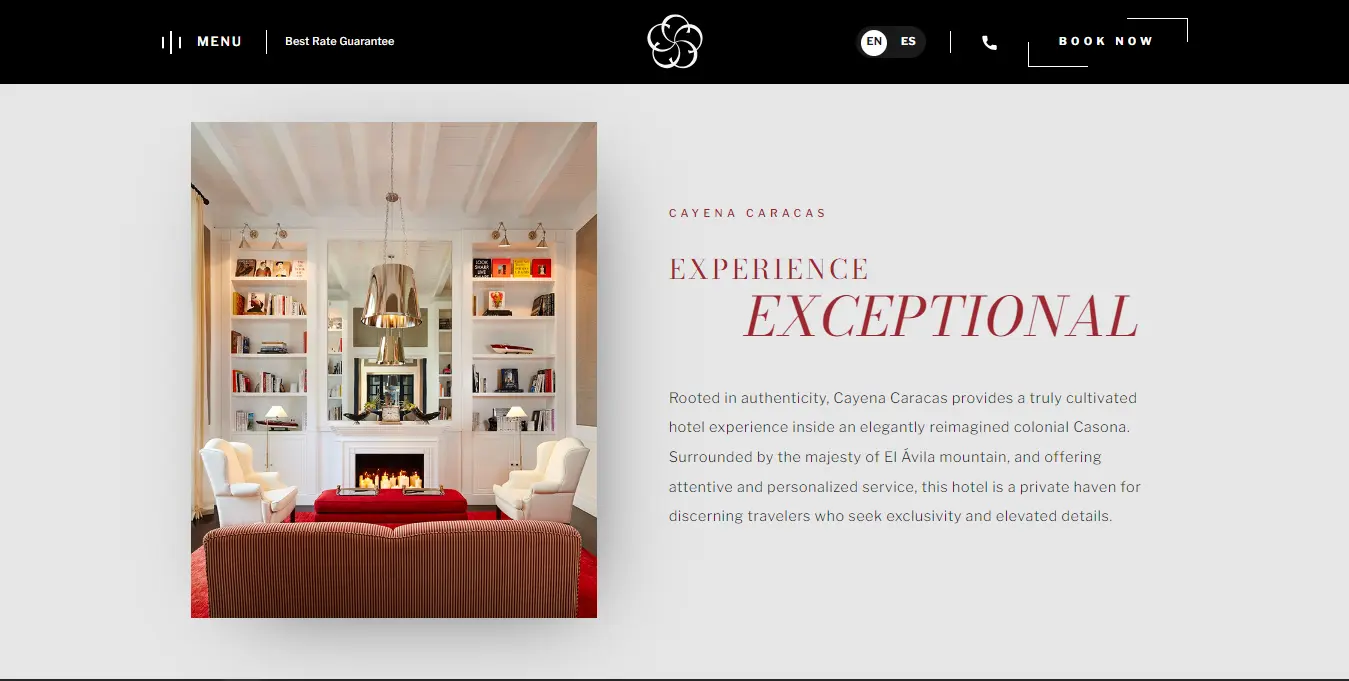 MENU
Best Rate Guarantee
EN
ES
BOOK NOW
CAYENA CARACAS
EXPERIENCE
EXCEPTIONAL
Rooted in authenticity, Cayena Caracas provides a truly cultivated
hotel experience inside an elegantly reimagined colonial Casona.
Surrounded by the majesty of El Ávila mountain, and offering
attentive and personalized service, this hotel is a private haven for
discerning travelers who seek exclusivity and elevated details.